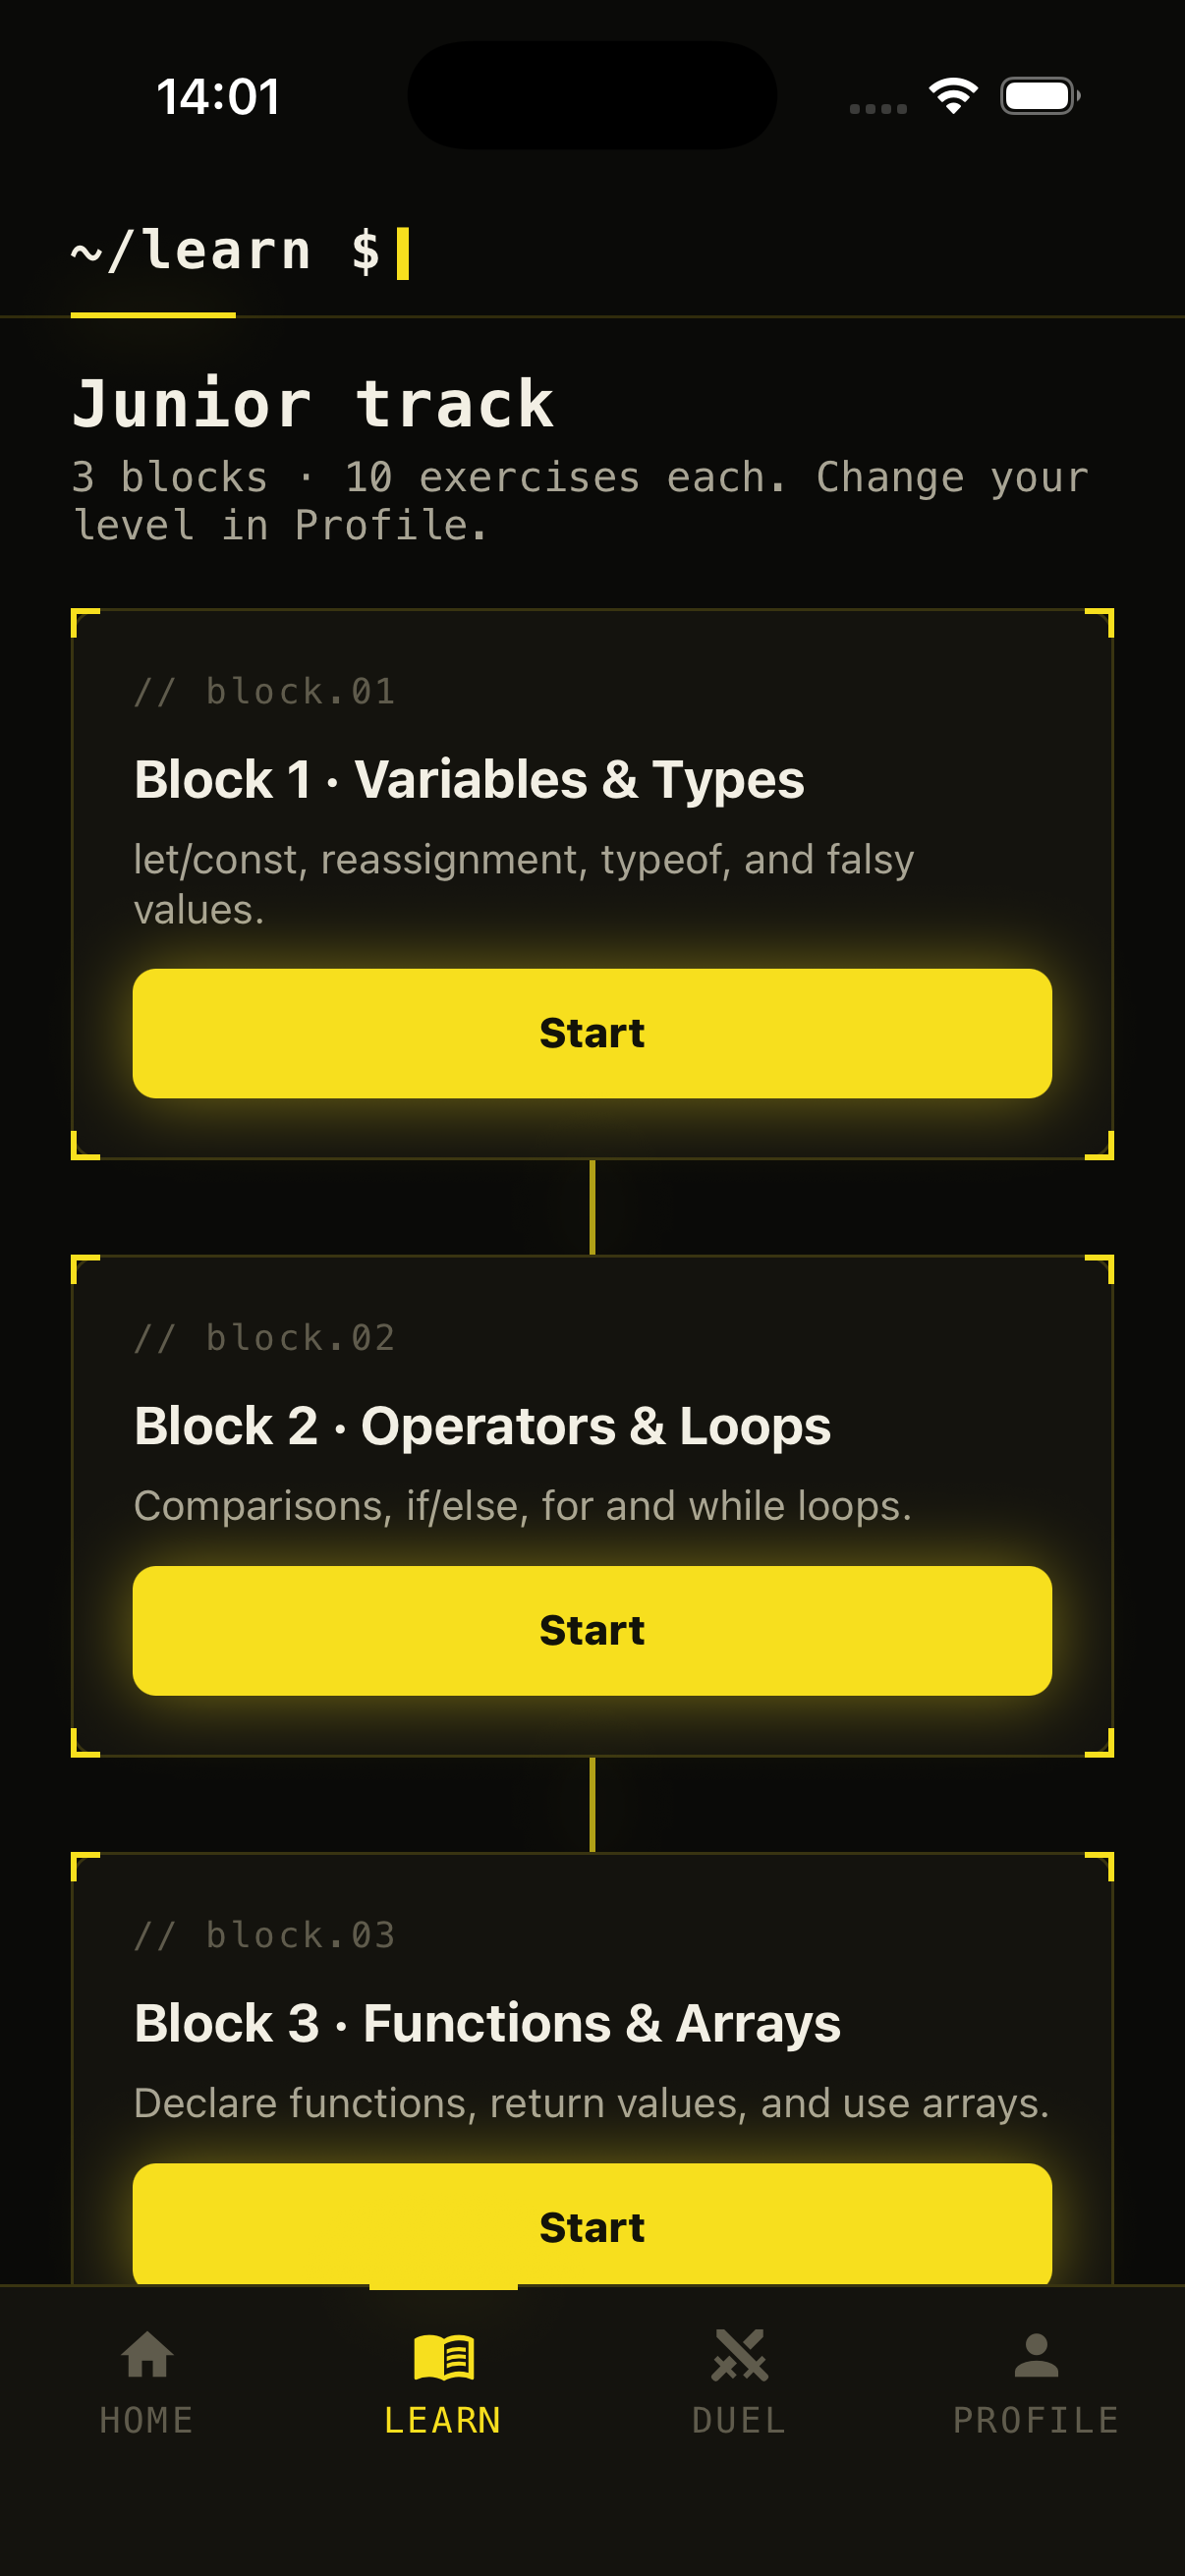 14:01
~/learn $
Junior track
3 blocks · 10 exercises each. Change your
level in Profile.
// block.01
Block 1 · Variables & Types
let/const, reassignment, typeof, and falsy
values.
Start
// block.02
Block 2 · Operators & Loops
Comparisons, if/else, for and while loops.
Start
// block.03
Block 3 · Functions & Arrays
Declare functions, return values, and use arrays.
Start
HOME LEARN DUEL PROFILE